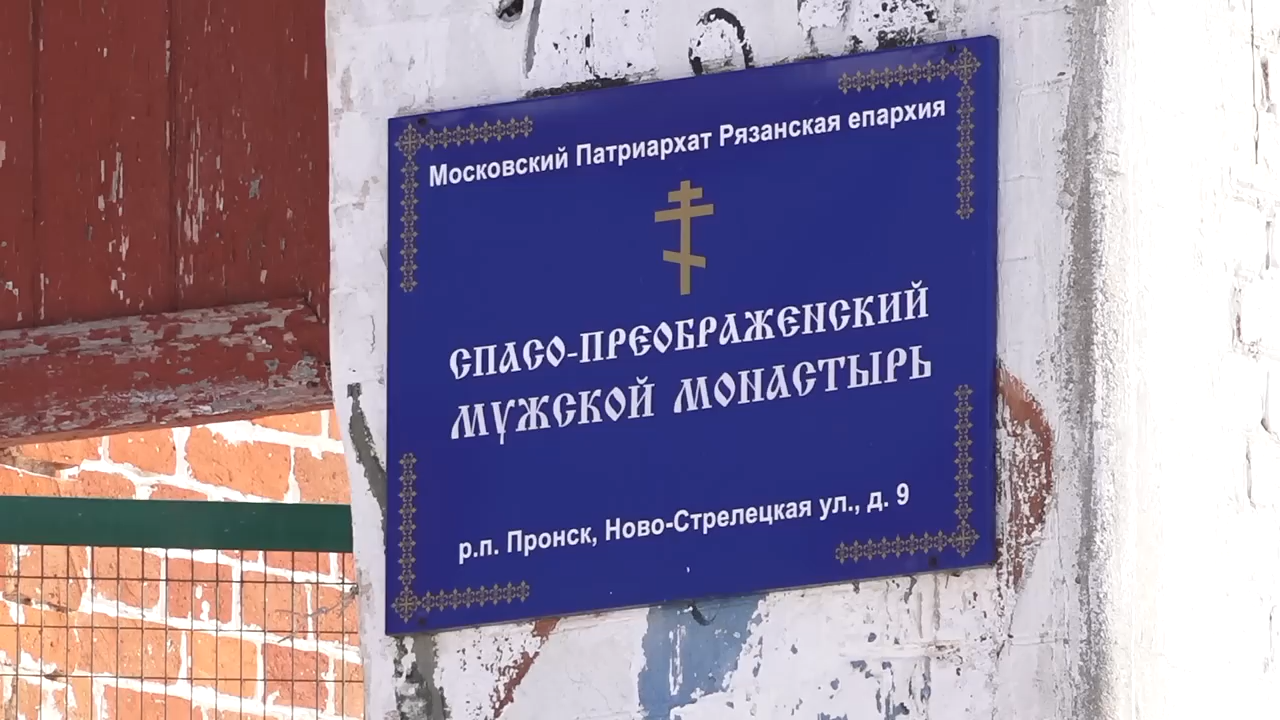 Московский Патриархат Рязанская епархия
СПАСО-ПРЕОБРАЖЕНСКИЙ
МУЖСКОЙ МОНАСТЫРЬ
р.п. Пронск, Ново-Стрелецкая ул., д. 9